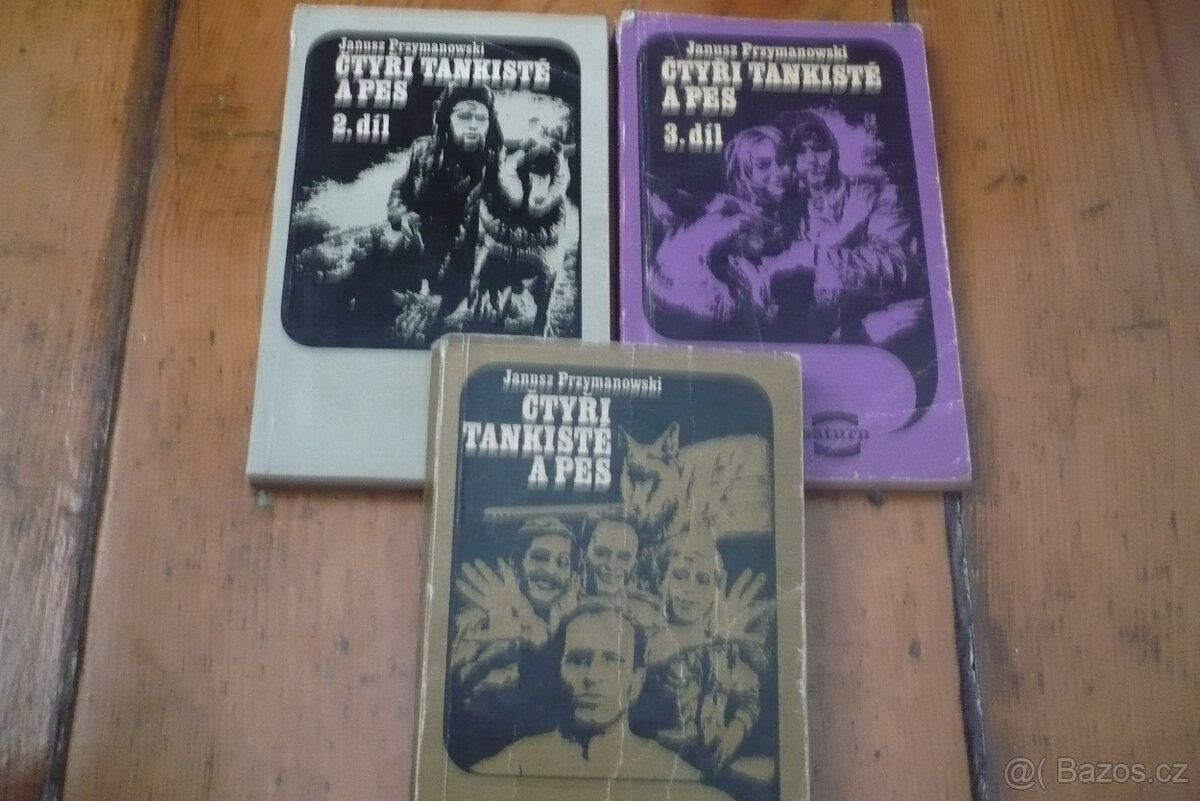 Janusz Przymanowski
ČTYŘI TANKISTÉ
A PES
2. díl
Janusz Przymanowski
ČTYŘI TANKISTÉ
A PES
3. díl
saturn
Janusz Przymanowski
ČTYŘI
TANKISTÉ
A PES
@( Bazos.cz